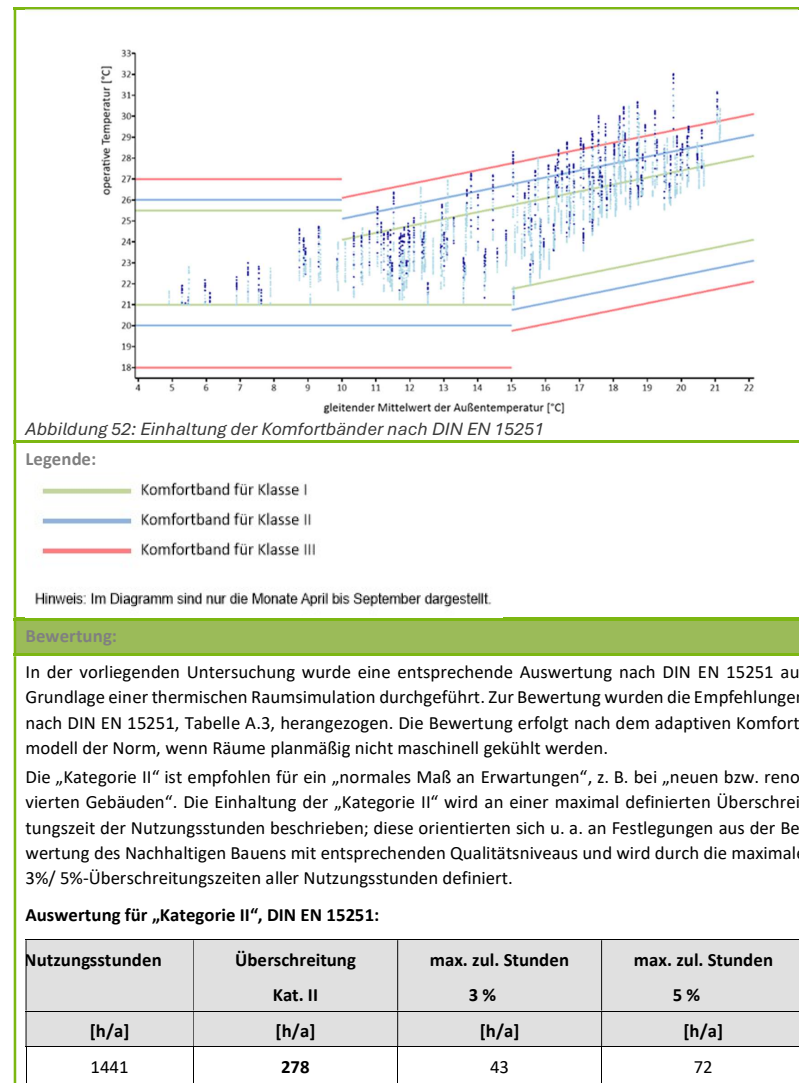 operative Temperatur [°C]
33
32
31
30
29
28
27
26
25
24
23
22
21
20
19
18
4 5 6 7 8 9 10 11 12 13 14 15 16 17 18 19 20 21 22
gleitender Mittelwert der Außentemperatur [°C]
Abbildung 52: Einhaltung der Komfortbänder nach DIN EN 15251
Legende:
Komfortband für Klasse I
Komfortband für Klasse II
Komfortband für Klasse III
Hinweis: Im Diagramm sind nur die Monate April bis September dargestellt.
Bewertung:
In der vorliegenden Untersuchung wurde eine entsprechende Auswertung nach DIN EN 15251 au
Grundlage einer thermischen Raumsimulation durchgeführt. Zur Bewertung wurden die Empfehlunger
nach DIN EN 15251, Tabelle A.3, herangezogen. Die Bewertung erfolgt nach dem adaptiven Komfort
modell der Norm, wenn Räume planmäßig nicht maschinell gekühlt werden.
Die „Kategorie II“ ist empfohlen für ein „normales Maß an Erwartungen“, z. B. bei „neuen bzw. reno
vierten Gebäuden“. Die Einhaltung der „Kategorie II“ wird an einer maximal definierten Überschrei
tungszeit der Nutzungsstunden beschrieben; diese orientierten sich u. a. an Festlegungen aus der Be
wertung des Nachhaltigen Bauens mit entsprechenden Qualitätsniveaus und wird durch die maximale
3%/ 5%-Überschreitungszeiten aller Nutzungsstunden definiert.
Auswertung für „Kategorie II“, DIN EN 15251:
Nutzungsstunden Überschreitung max. zul. Stunden max. zul. Stunden
Kat. II 3 % 5 %
[h/a] [h/a] [h/a] [h/a]
1441 278 43 72